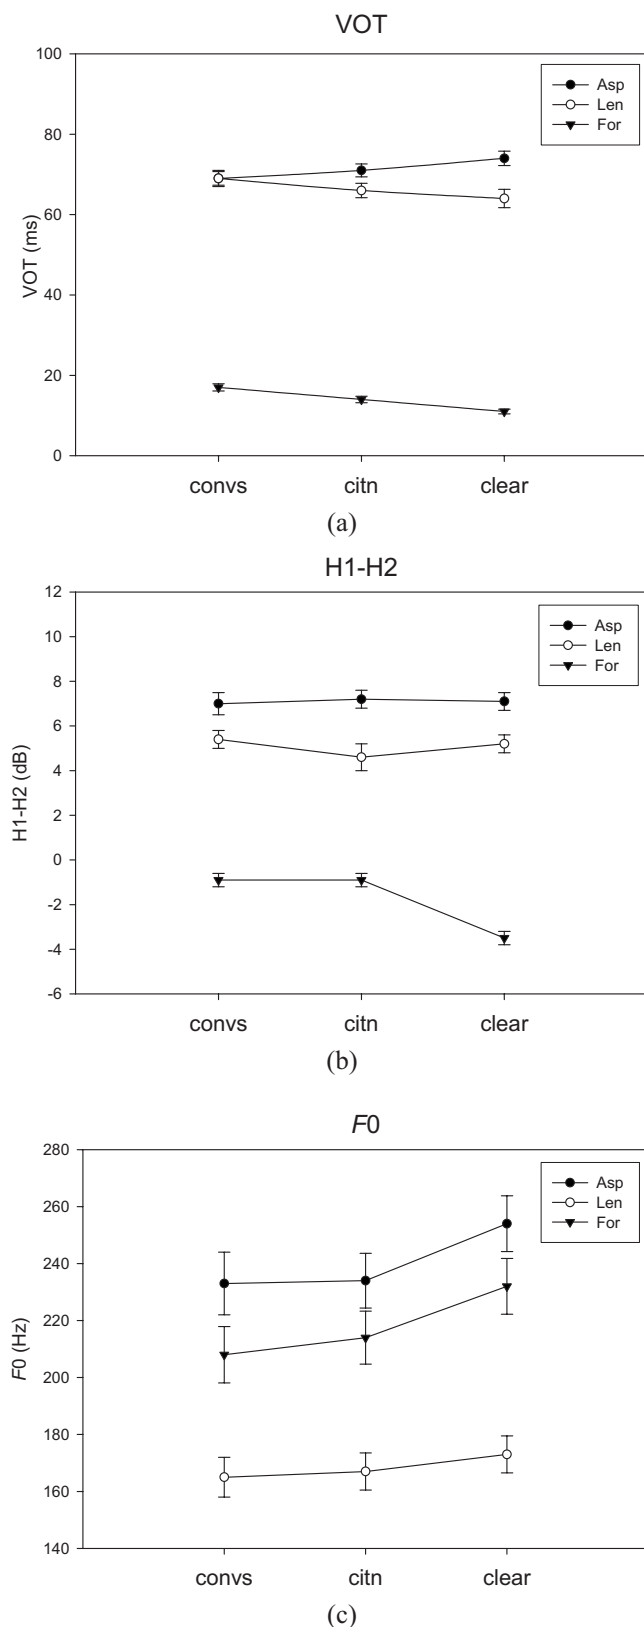 VOT
100
80
60
40
20
0
VOT (ms)
Asp
Len
For
convs citn clear
(a)
H1-H2
12
10
8
6
4
2
0
-2
-4
-6
H1-H2 (dB)
Asp
Len
For
convs citn clear
(b)
F0
280
260
240
220
200
180
160
140
F0 (Hz)
Asp
Len
For
convs citn clear
(c)